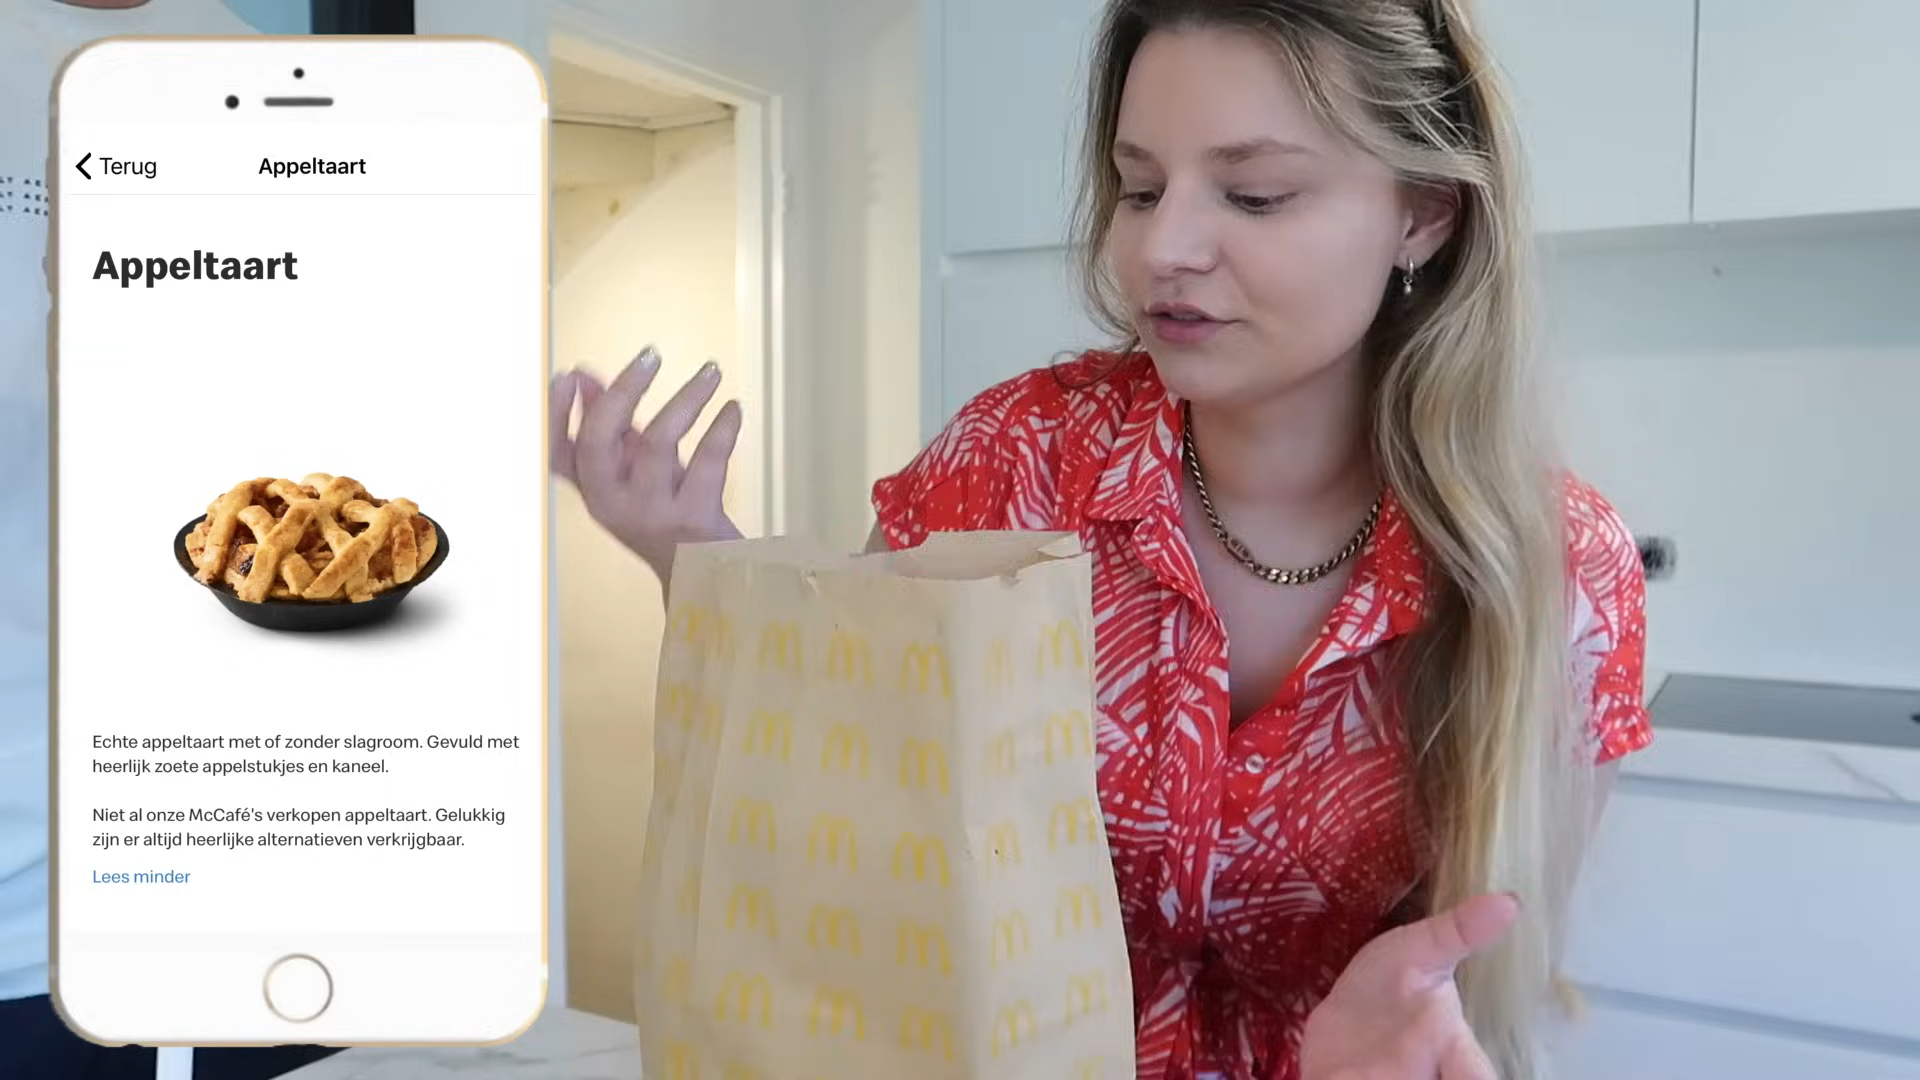 Terug
Appeltaart
Appeltaart
Echte appeltaart met of zonder slagroom. Gevuld met
heerlijk zoete appelstukjes en kaneel.
Niet al onze McCafé's verkopen appeltaart. Gelukkig
zijn er altijd heerlijke alternatieven verkrijgbaar.
Lees minder